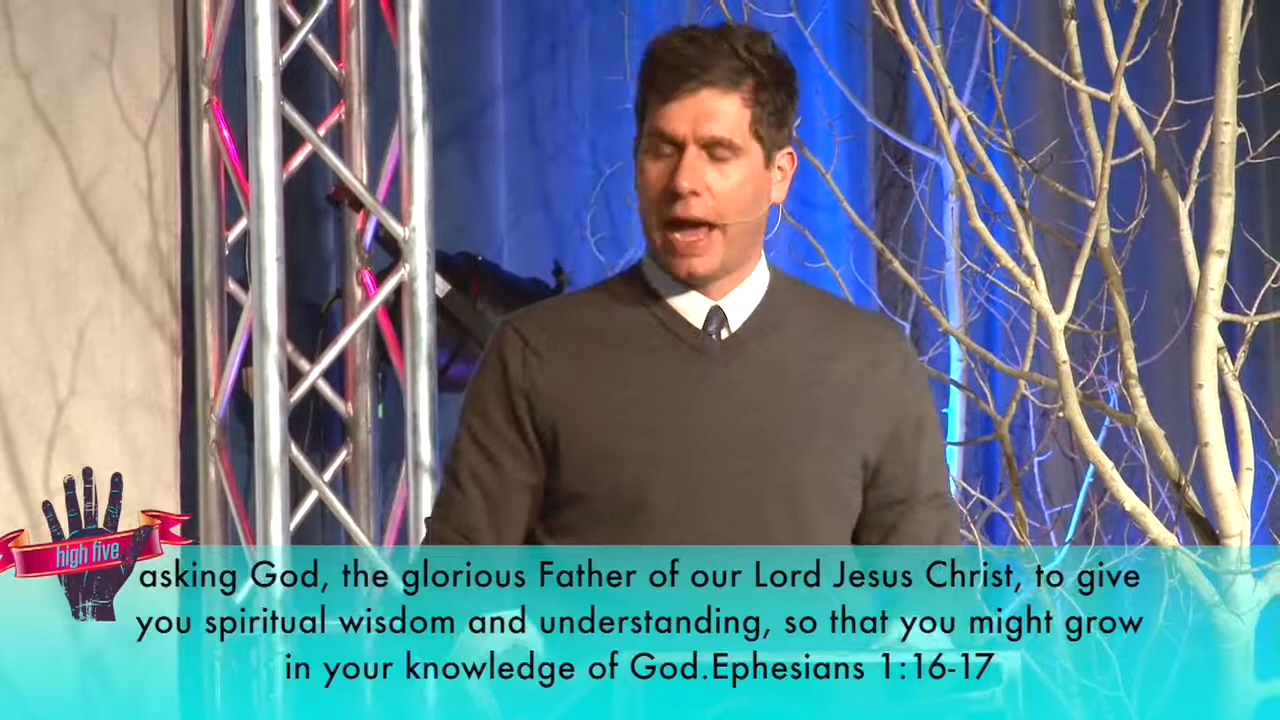 high five
asking God, the glorious Father of our Lord Jesus Christ, to give
you spiritual wisdom and understanding, so that you might grow
in your knowledge of God.Ephesians 1:16-17